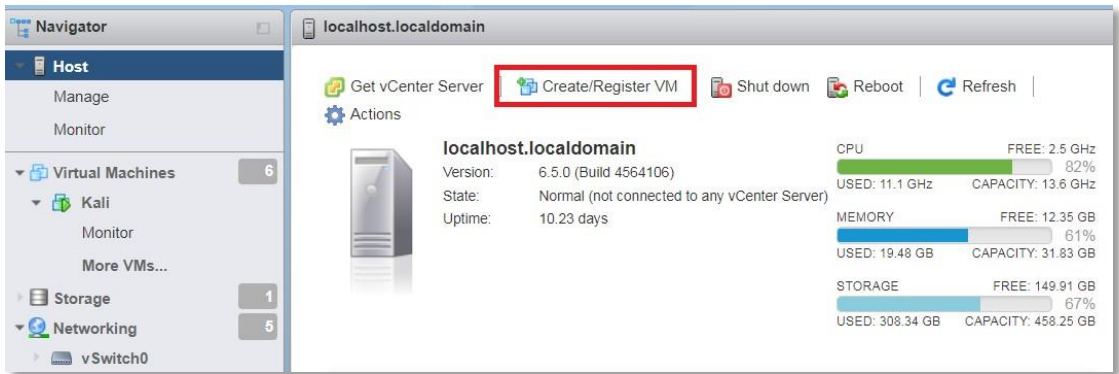 Navigator
Host
Manage
Monitor
Virtual Machines 6
Kali
Monitor
More VMs...
Storage 1
Networking 5
vSwitch0
localhost.localdomain
Get vCenter Server Create/Register VM Shut down Reboot Refresh
Actions
localhost.localdomain
Version: 6.5.0 (Build 4564106)
State: Normal (not connected to any vCenter Server)
Uptime: 10.23 days
CPU FREE: 2.5 GHz
82%
USED: 11.1 GHz CAPACITY: 13.6 GHz
MEMORY FREE: 12.35 GB
61%
USED: 19.48 GB CAPACITY: 31.83 GB
STORAGE FREE: 149.91 GB
67%
USED: 308.34 GB CAPACITY: 458.25 GB